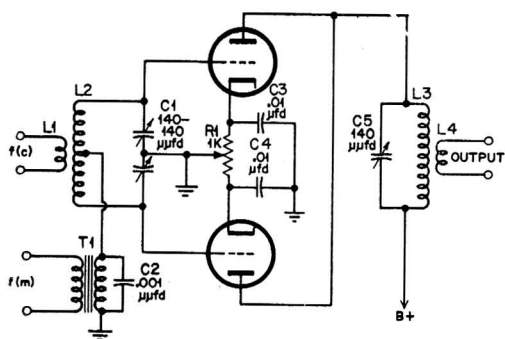 L1
f(c)
L2
C1
140-
140
μμfd
R1
1K
C3
.01
μfd
C4
.01
μfd
C5
140
μμfd
L3
L4
OUTPUT
T1
f(m)
C2
.001
μμfd
B+